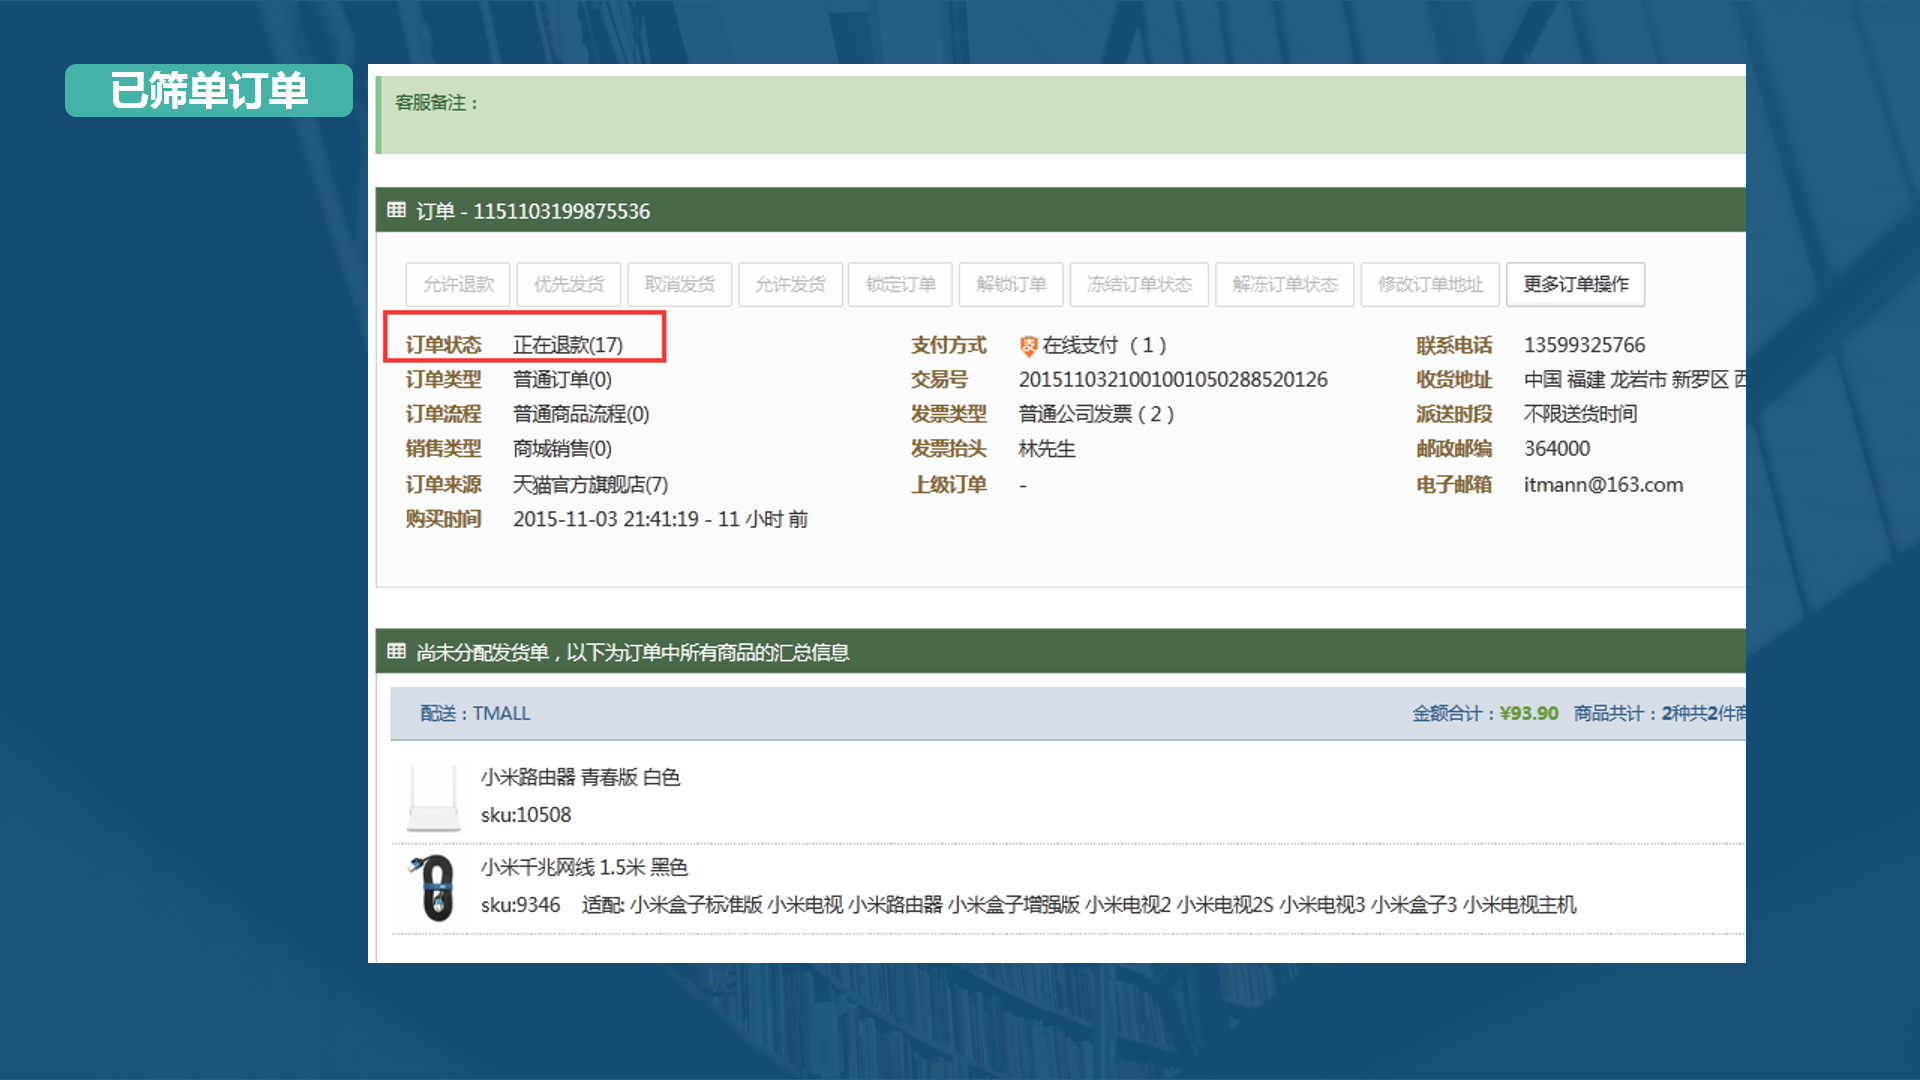 已筛单订单
客服备注：
订单 - 1151103199875536
允许退款 优先发货 取消发货 允许发货 锁定订单 解锁订单 冻结订单状态 解冻订单状态 修改订单地址 更多订单操作
订单状态 正在退款(17) 支付方式 支 在线支付 ( 1 ) 联系电话 13599325766
订单类型 普通订单(0) 交易号 2015110321001001050288520126 收货地址 中国 福建 龙岩市 新罗区 西
订单流程 普通商品流程(0) 发票类型 普通公司发票 ( 2 ) 派送时段 不限送货时间
销售类型 商城销售(0) 发票抬头 林先生 邮政邮编 364000
订单来源 天猫官方旗舰店(7) 上级订单 - 电子邮箱 itmann@163.com
购买时间 2015-11-03 21:41:19 - 11 小时 前
尚未分配发货单，以下为订单中所有商品的汇总信息
配送：TMALL 金额合计：¥93.90 商品共计：2种共2件商
小米路由器 青春版 白色
sku:10508
小米千兆网线 1.5米 黑色
sku:9346 适配: 小米盒子标准版 小米电视 小米路由器 小米盒子增强版 小米电视2 小米电视2S 小米电视3 小米盒子3 小米电视主机